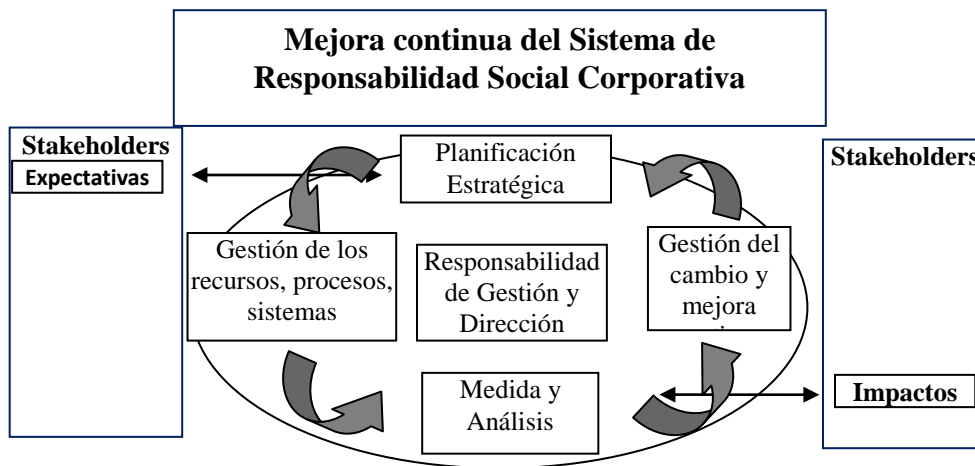 Mejora continua del Sistema de
Responsabilidad Social Corporativa
Stakeholders
Expectativas
Planificación
Estratégica
Stakeholders
Gestión de los
recursos, procesos,
sistemas
Responsabilidad
de Gestión y
Dirección
Gestión del
cambio y
mejora
Medida y
Análisis
Impactos